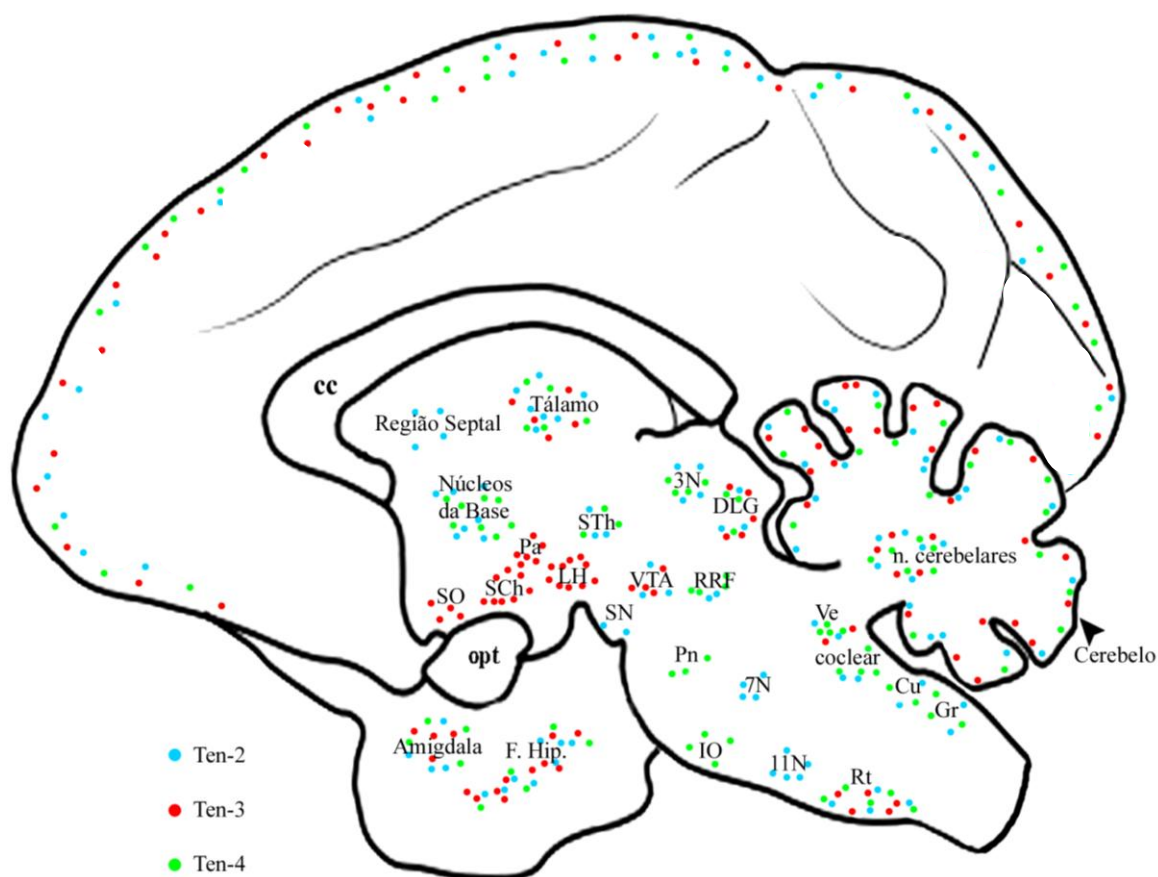 cc
Região Septal
Tálamo
Núcleos
da Base
3N
DLG
STh
Pa
SCh
LH
SO
VTA
RRF
SN
n. cerebelares
Ve
coclear
Cerebelo
opt
Pn
7N
Cu
Gr
Amígdala
F. Hip.
IO
11N
Rt
Ten-2
Ten-3
Ten-4